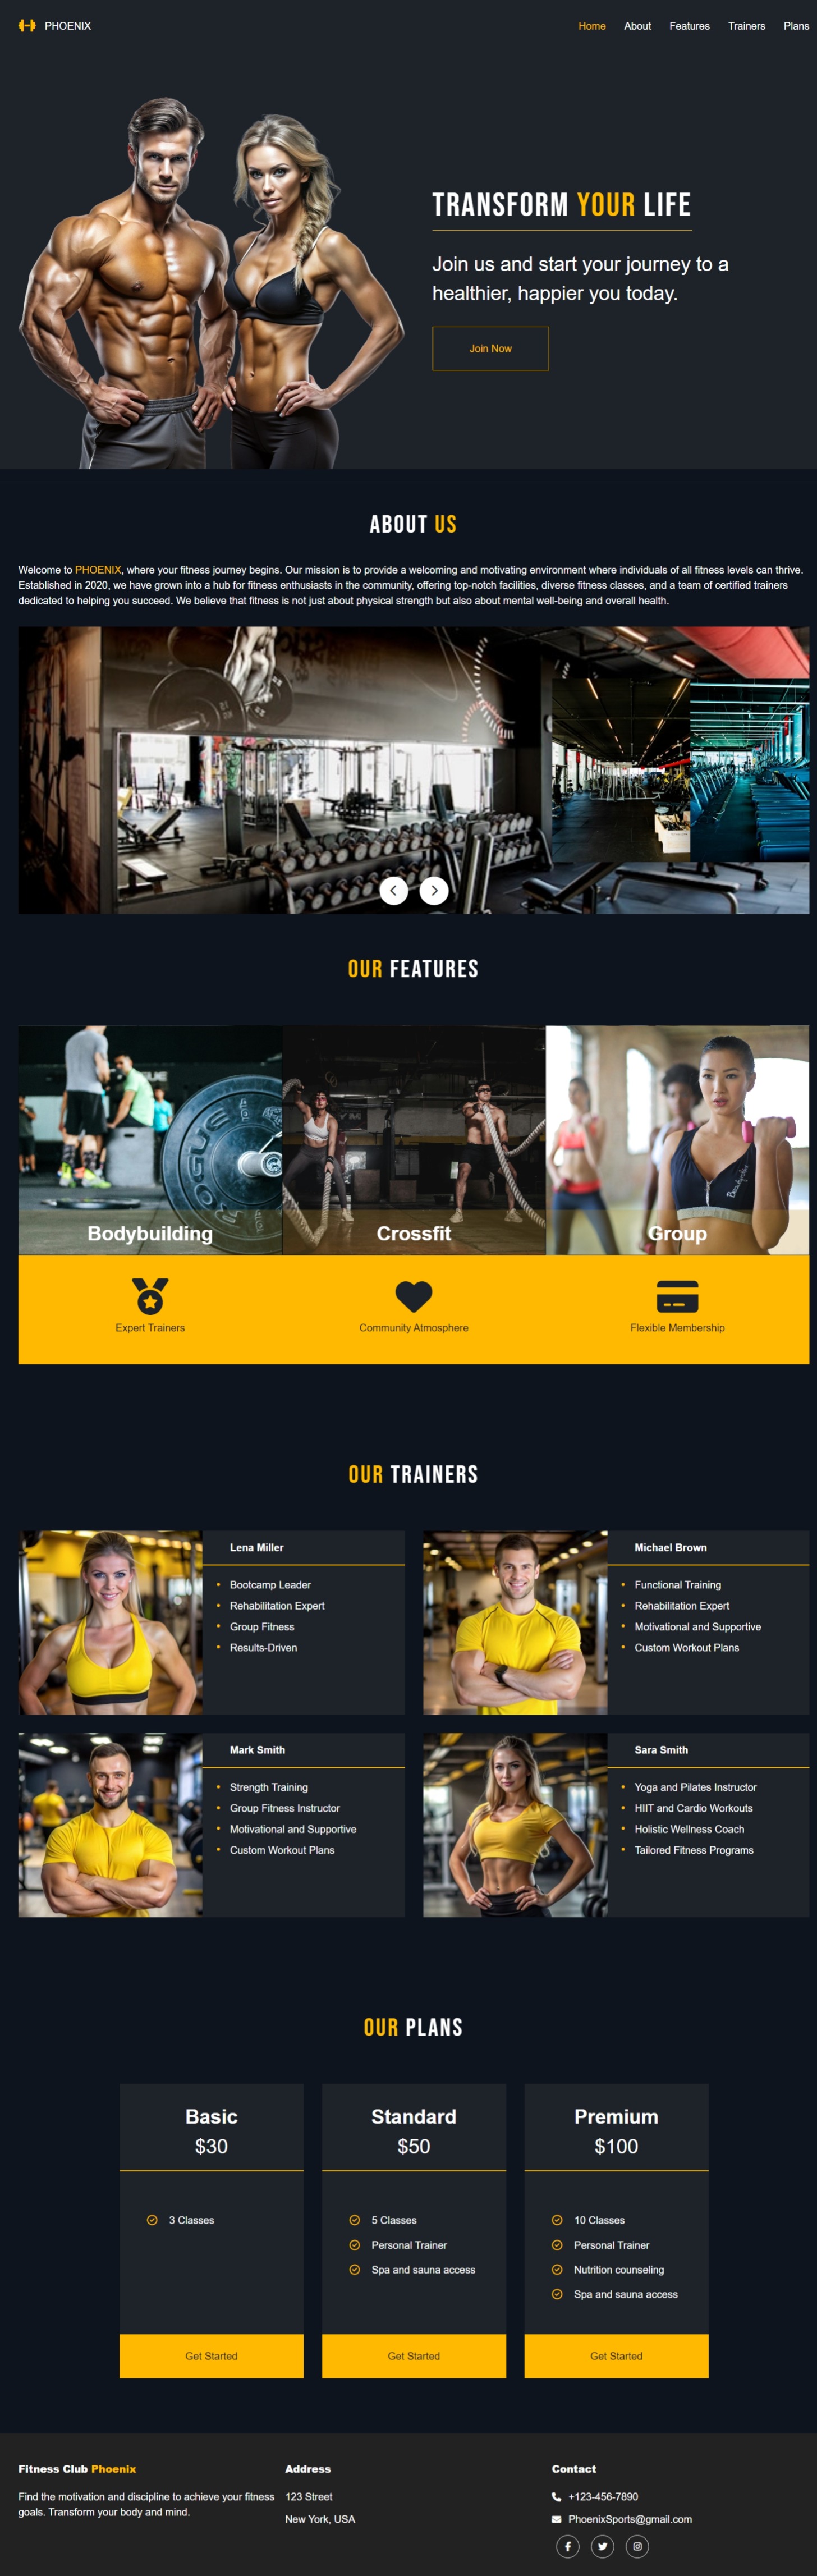 PHOENIX
Home About Features Trainers Plans
TRANSFORM YOUR LIFE
Join us and start your journey to a
healthier, happier you today.
Join Now
ABOUT US
Welcome to PHOENIX, where your fitness journey begins. Our mission is to provide a welcoming and motivating environment where individuals of all fitness levels can thrive.
Established in 2020, we have grown into a hub for fitness enthusiasts in the community, offering top-notch facilities, diverse fitness classes, and a team of certified trainers
dedicated to helping you succeed. We believe that fitness is not just about physical strength but also about mental well-being and overall health.
OUR FEATURES
ROGUE
Bodybuilding
Crossfit
Group
Expert Trainers
Community Atmosphere
Flexible Membership
OUR TRAINERS
Lena Miller
Bootcamp Leader
Rehabilitation Expert
Group Fitness
Results-Driven
Michael Brown
Functional Training
Rehabilitation Expert
Motivational and Supportive
Custom Workout Plans
Mark Smith
Strength Training
Group Fitness Instructor
Motivational and Supportive
Custom Workout Plans
Sara Smith
Yoga and Pilates Instructor
HIIT and Cardio Workouts
Holistic Wellness Coach
Tailored Fitness Programs
OUR PLANS
Basic
$30
3 Classes
Get Started
Standard
$50
5 Classes
Personal Trainer
Spa and sauna access
Get Started
Premium
$100
10 Classes
Personal Trainer
Nutrition counseling
Spa and sauna access
Get Started
Fitness Club Phoenix
Find the motivation and discipline to achieve your fitness
goals. Transform your body and mind.
Address
123 Street
New York, USA
Contact
+123-456-7890
PhoenixSports@gmail.com